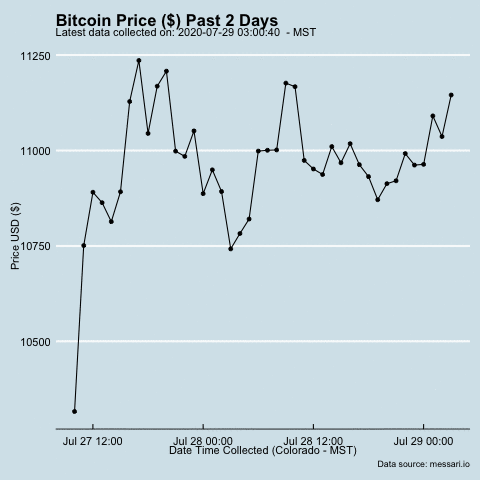 Bitcoin Price ($) Past 2 Days
Latest data collected on: 2020-07-29 03:00:40  - MST
11250
11000
10750
10500
Price USD ($)
Jul 27 12:00 Jul 28 00:00 Jul 28 12:00 Jul 29 00:00
Date Time Collected (Colorado - MST)
Data source: messari.io